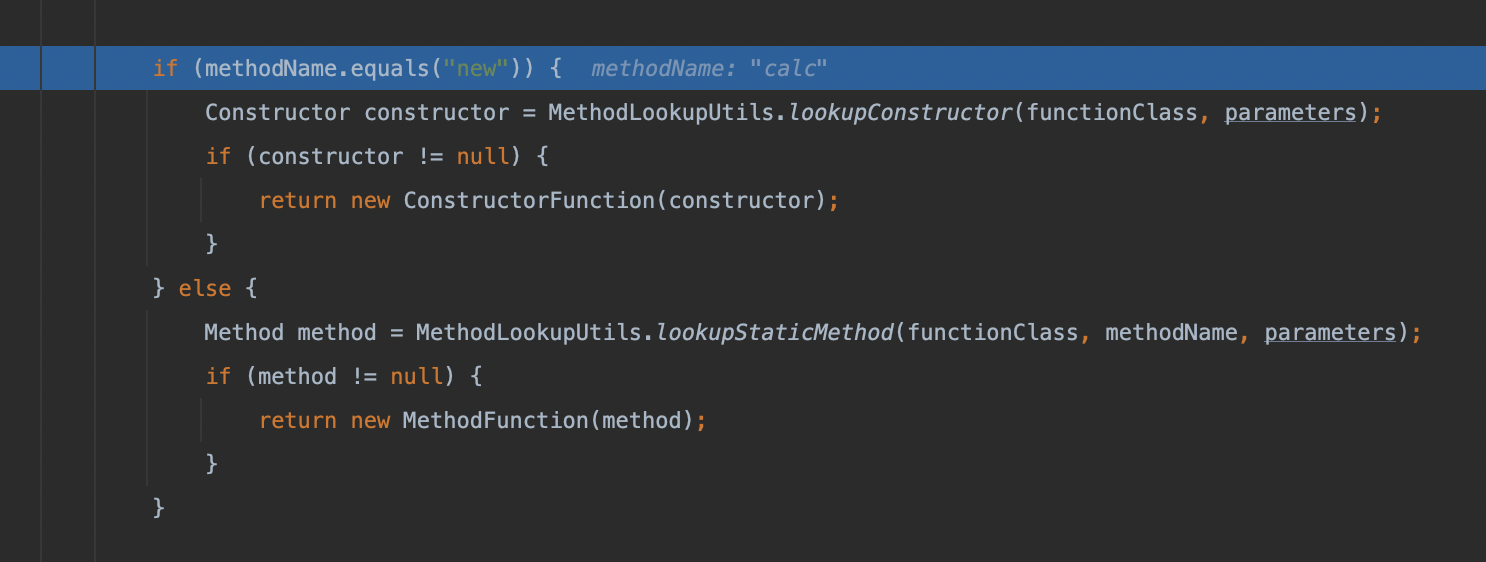 if (methodName.equals("new")) {  methodName: "calc"
Constructor constructor = MethodLookupUtils.lookupConstructor(functionClass, parameters);
if (constructor != null) {
return new ConstructorFunction(constructor);
}
} else {
Method method = MethodLookupUtils.lookupStaticMethod(functionClass, methodName, parameters);
if (method != null) {
return new MethodFunction(method);
}
}